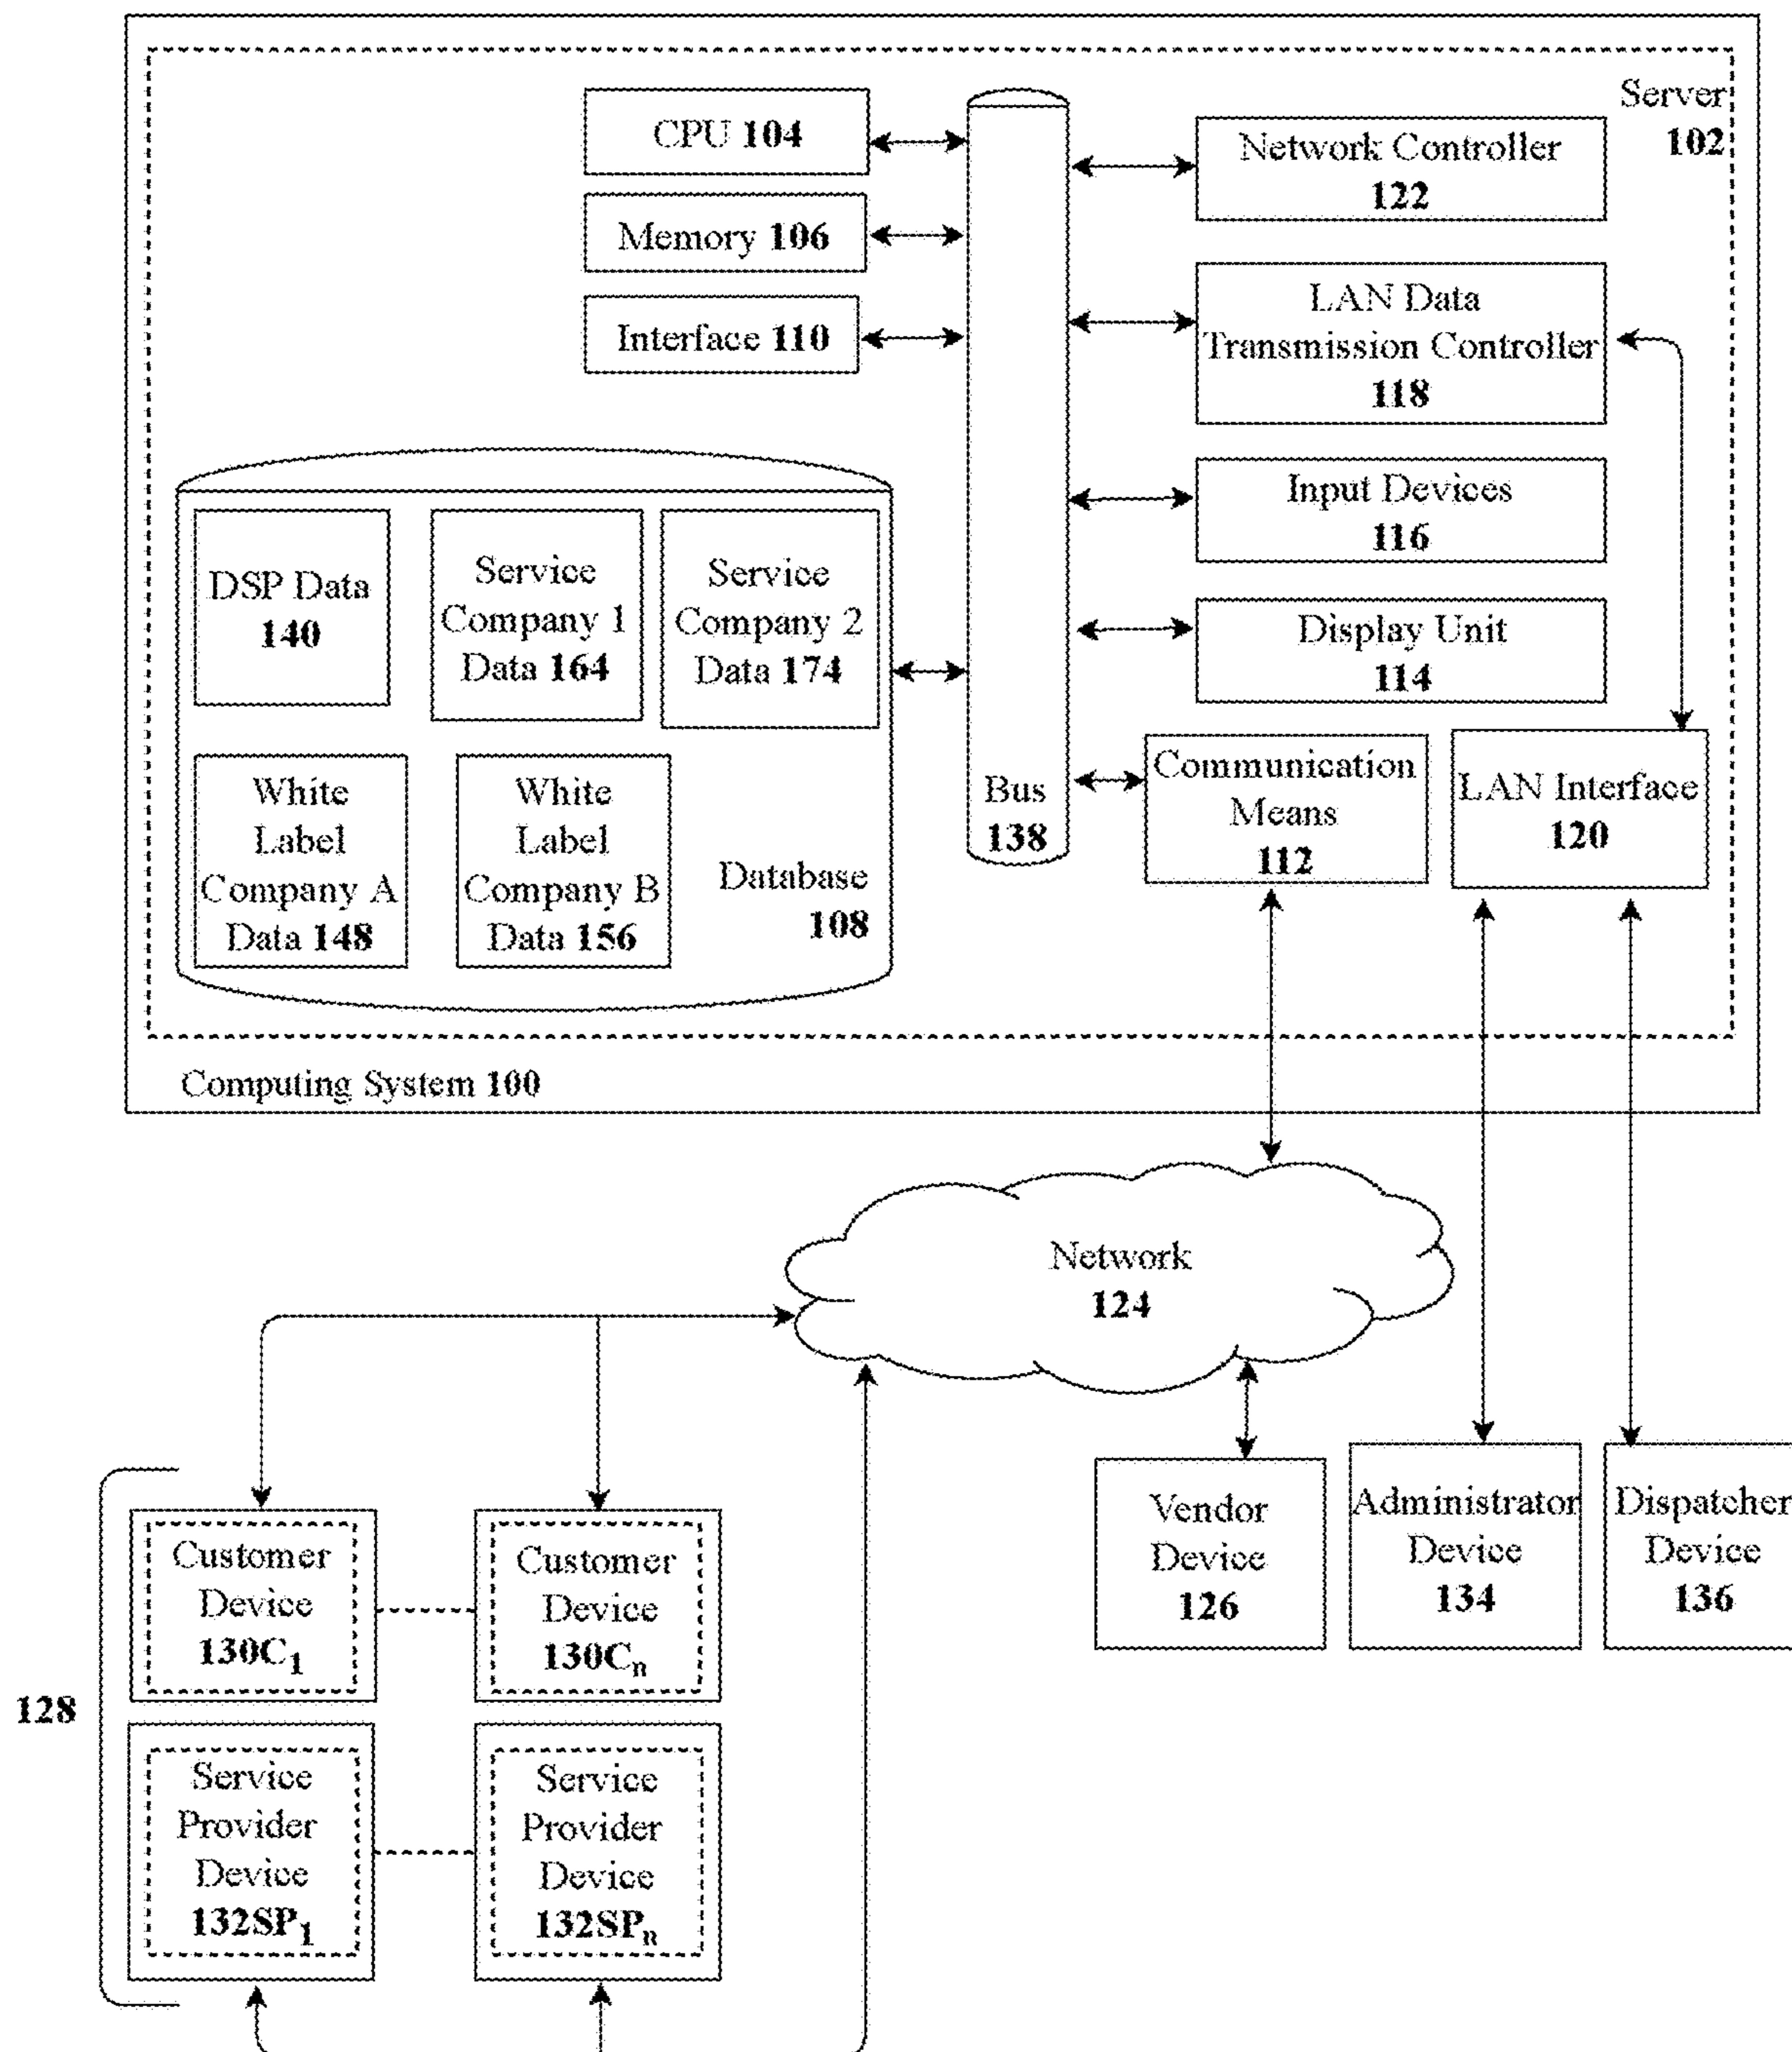 Server
102
CPU 104
Memory 106
Interface 110
Network Controller
122
LAN Data
Transmission Controller
118
Input Devices
116
Display Unit
114
Communication
Means
112
LAN Interface
120
Bus
138
DSP Data
140
Service
Company 1
Data 164
Service
Company 2
Data 174
White
Label
Company A
Data 148
White
Label
Company B
Data 156
Database
108
Computing System 100
Network
124
Vendor
Device
126
Administrator
Device
134
Dispatcher
Device
136
128
Customer
Device
130C1
Customer
Device
130Cn
Service
Provider
Device
132SP1
Service
Provider
Device
132SPn